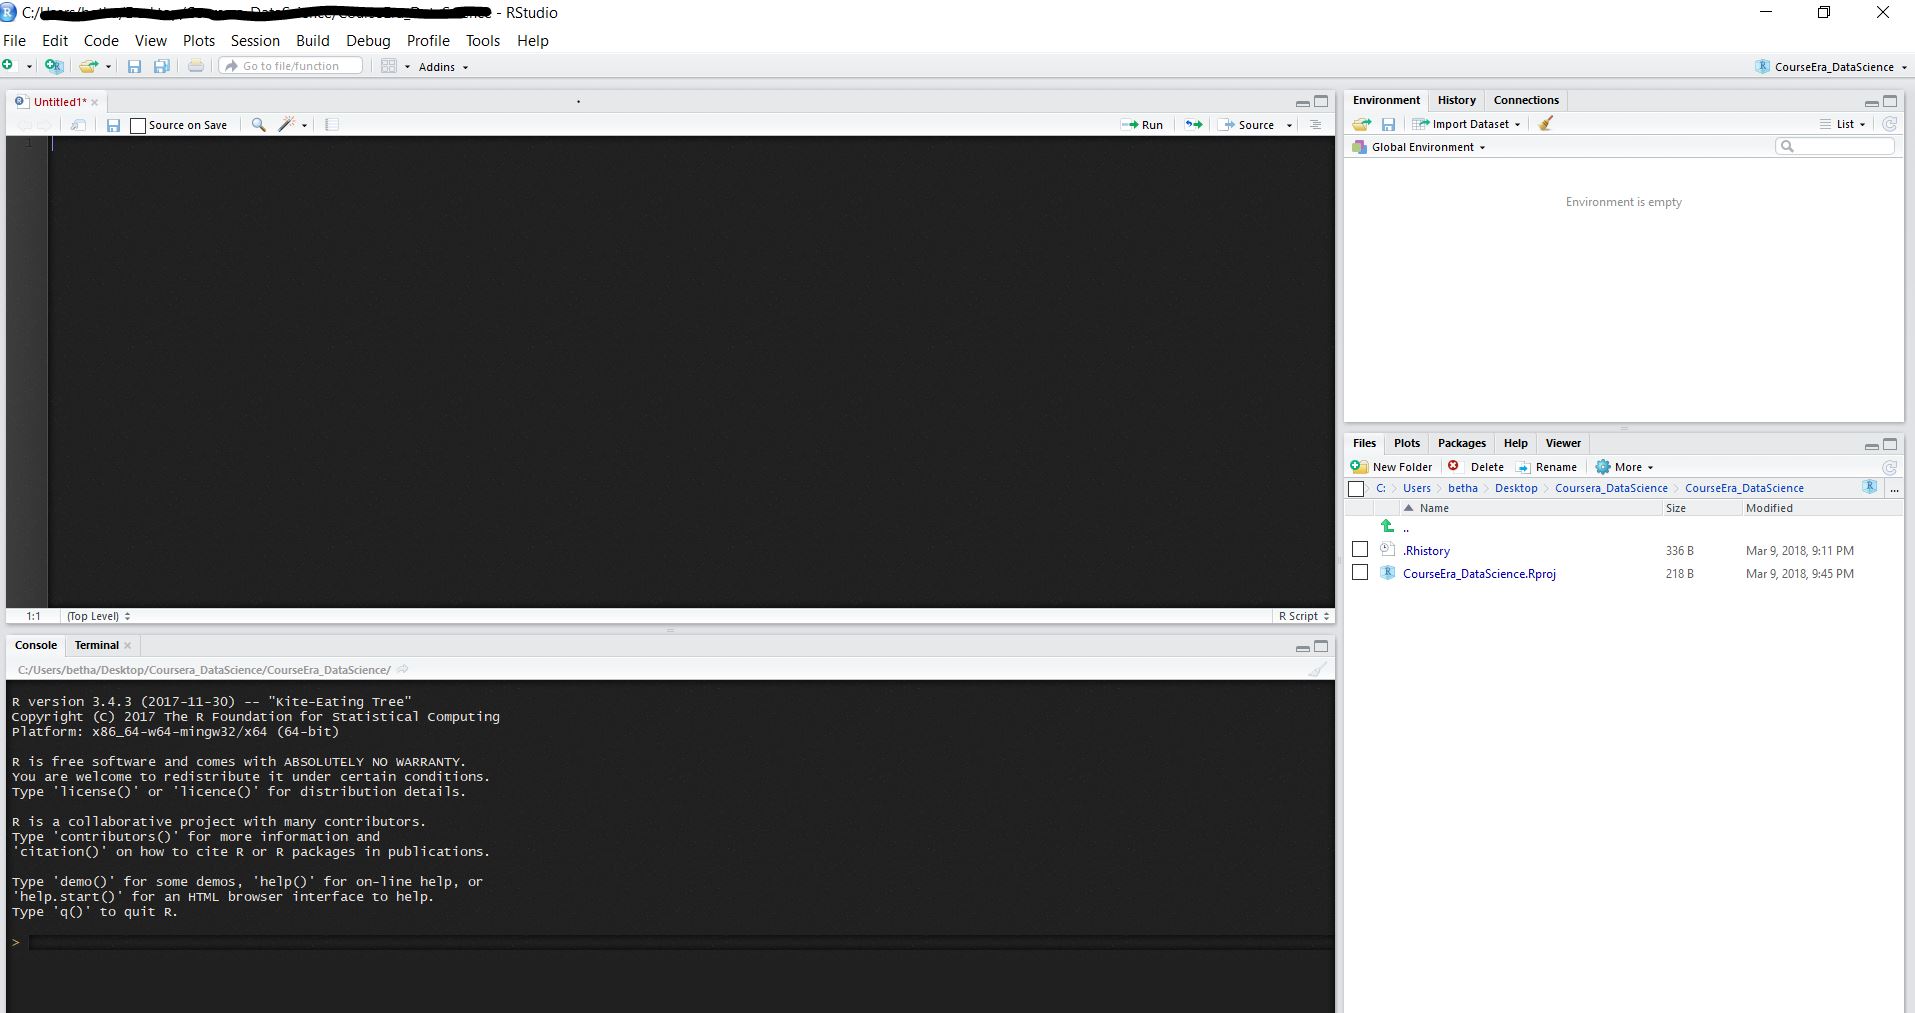 C:/ - RStudio
File Edit Code View Plots Session Build Debug Profile Tools Help
Go to file/function Addins CourseEra_DataScience
Untitled1*
Source on Save Run Source
1
1:1 (Top Level) R Script
Console Terminal
C:/Users/betha/Desktop/Coursera_DataScience/CourseEra_DataScience/
R version 3.4.3 (2017-11-30) -- "Kite-Eating Tree"
Copyright (C) 2017 The R Foundation for Statistical Computing
Platform: x86_64-w64-mingw32/x64 (64-bit)
R is free software and comes with ABSOLUTELY NO WARRANTY.
You are welcome to redistribute it under certain conditions.
Type 'license()' or 'licence()' for distribution details.
R is a collaborative project with many contributors.
Type 'contributors()' for more information and
'citation()' on how to cite R or R packages in publications.
Type 'demo()' for some demos, 'help()' for on-line help, or
'help.start()' for an HTML browser interface to help.
Type 'q()' to quit R.
>
Environment History Connections
Import Dataset List
Global Environment
Environment is empty
Files Plots Packages Help Viewer
New Folder Delete Rename More
C: Users betha Desktop Coursera_DataScience CourseEra_DataScience R ...
Name Size Modified
..
.Rhistory 336 B Mar 9, 2018, 9:11 PM
CourseEra_DataScience.Rproj 218 B Mar 9, 2018, 9:45 PM